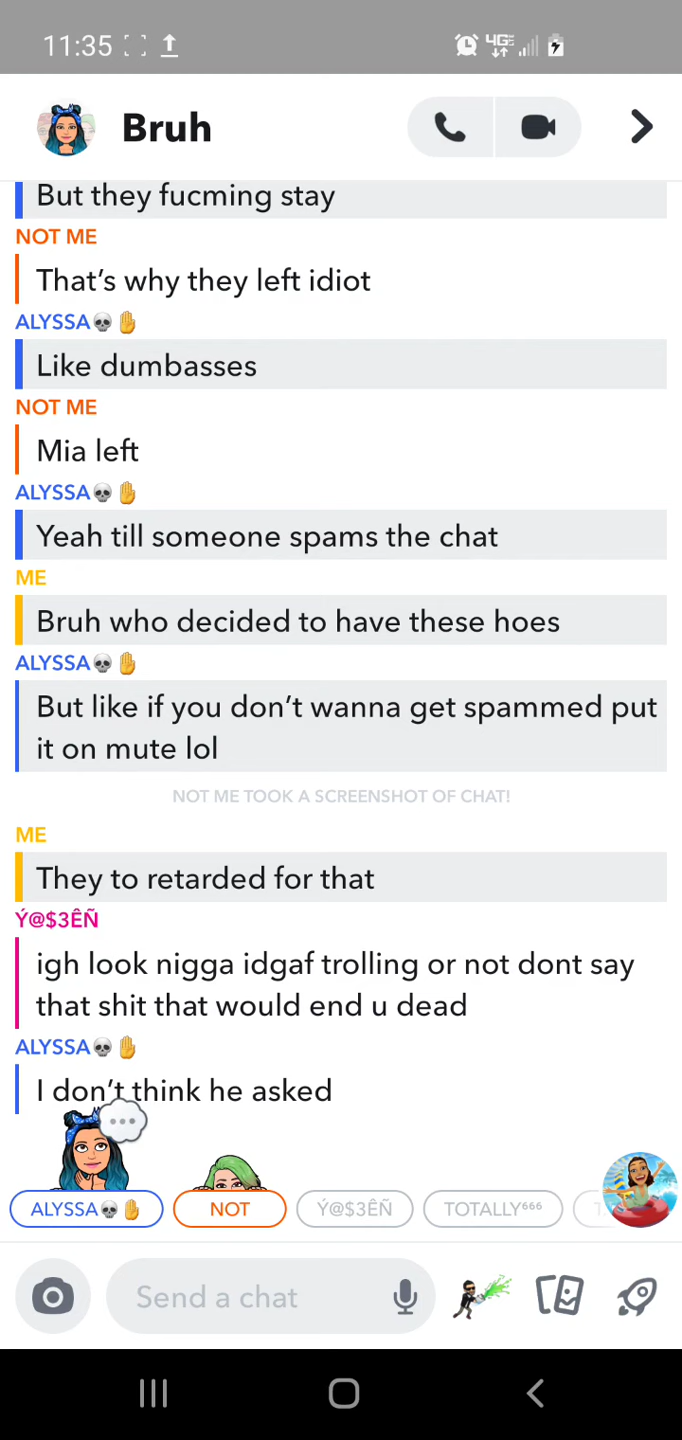 11:35
4GE
Bruh
But they fucming stay
NOT ME
That's why they left idiot
ALYSSA💀✋
Like dumbasses
NOT ME
Mia left
ALYSSA💀✋
Yeah till someone spams the chat
ME
Bruh who decided to have these hoes
ALYSSA💀✋
But like if you don't wanna get spammed put
it on mute lol
NOT ME TOOK A SCREENSHOT OF CHAT!
ME
They to retarded for that
Ý@$3ÊÑ
igh look nigga idgaf trolling or not dont say
that shit that would end u dead
ALYSSA💀✋
I don't think he asked
ALYSSA💀✋ NOT Ý@$3ÊÑ TOTALLY⁶⁶⁶
Send a chat